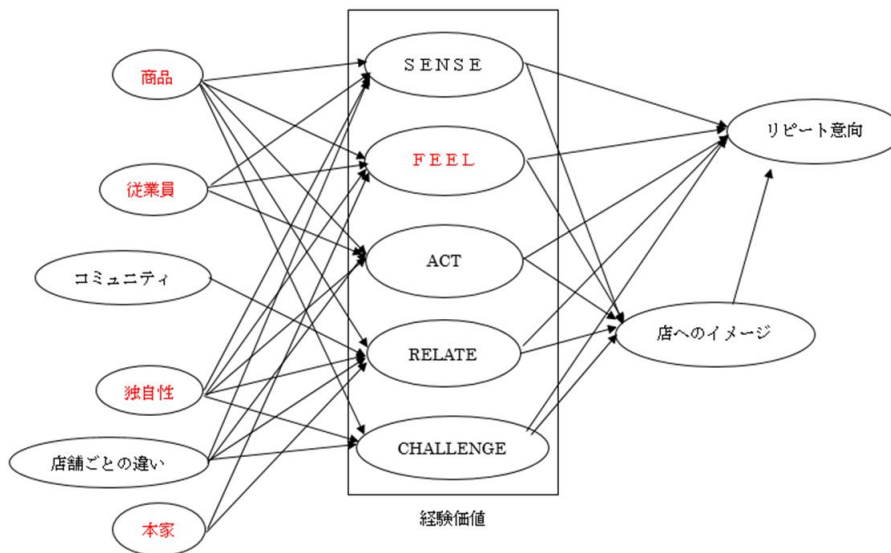 商品
従業員
コミュニティ
独自性
店舗ごとの違い
本家
ＳＥＮＳＥ
ＦＥＥＬ
ACT
RELATE
CHALLENGE
経験価値
リピート意向
店へのイメージ